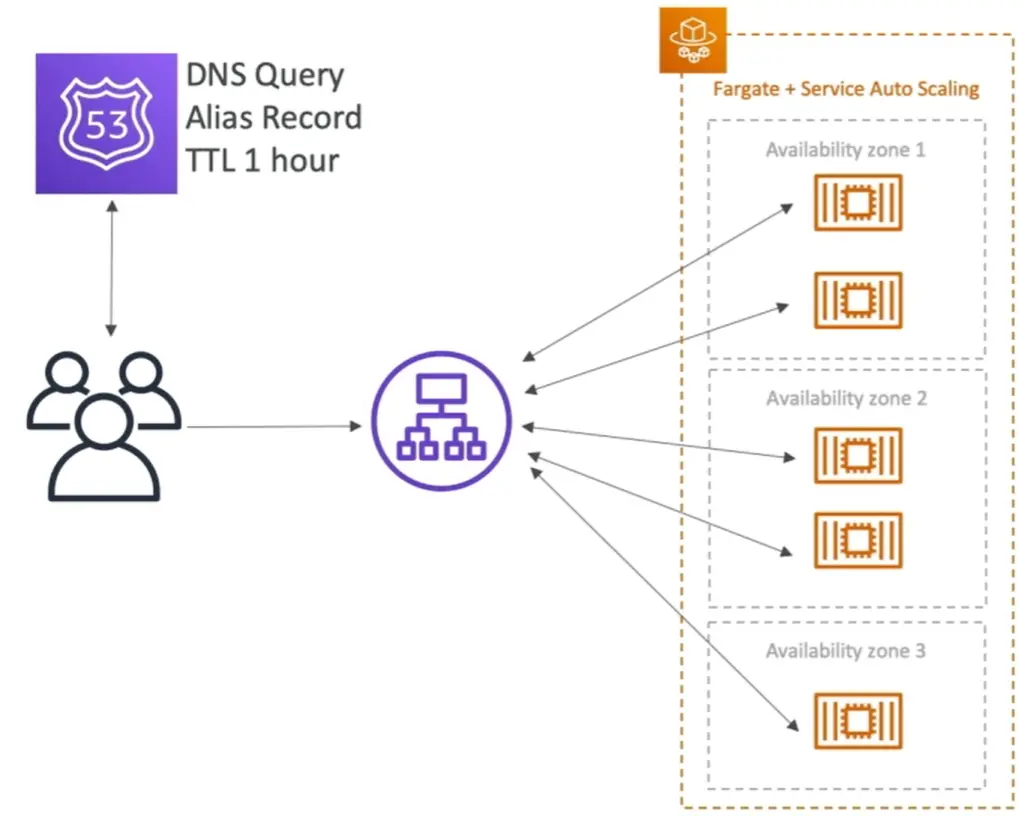 53
DNS Query
Alias Record
TTL 1 hour
Fargate + Service Auto Scaling
Availability zone 1
Availability zone 2
Availability zone 3